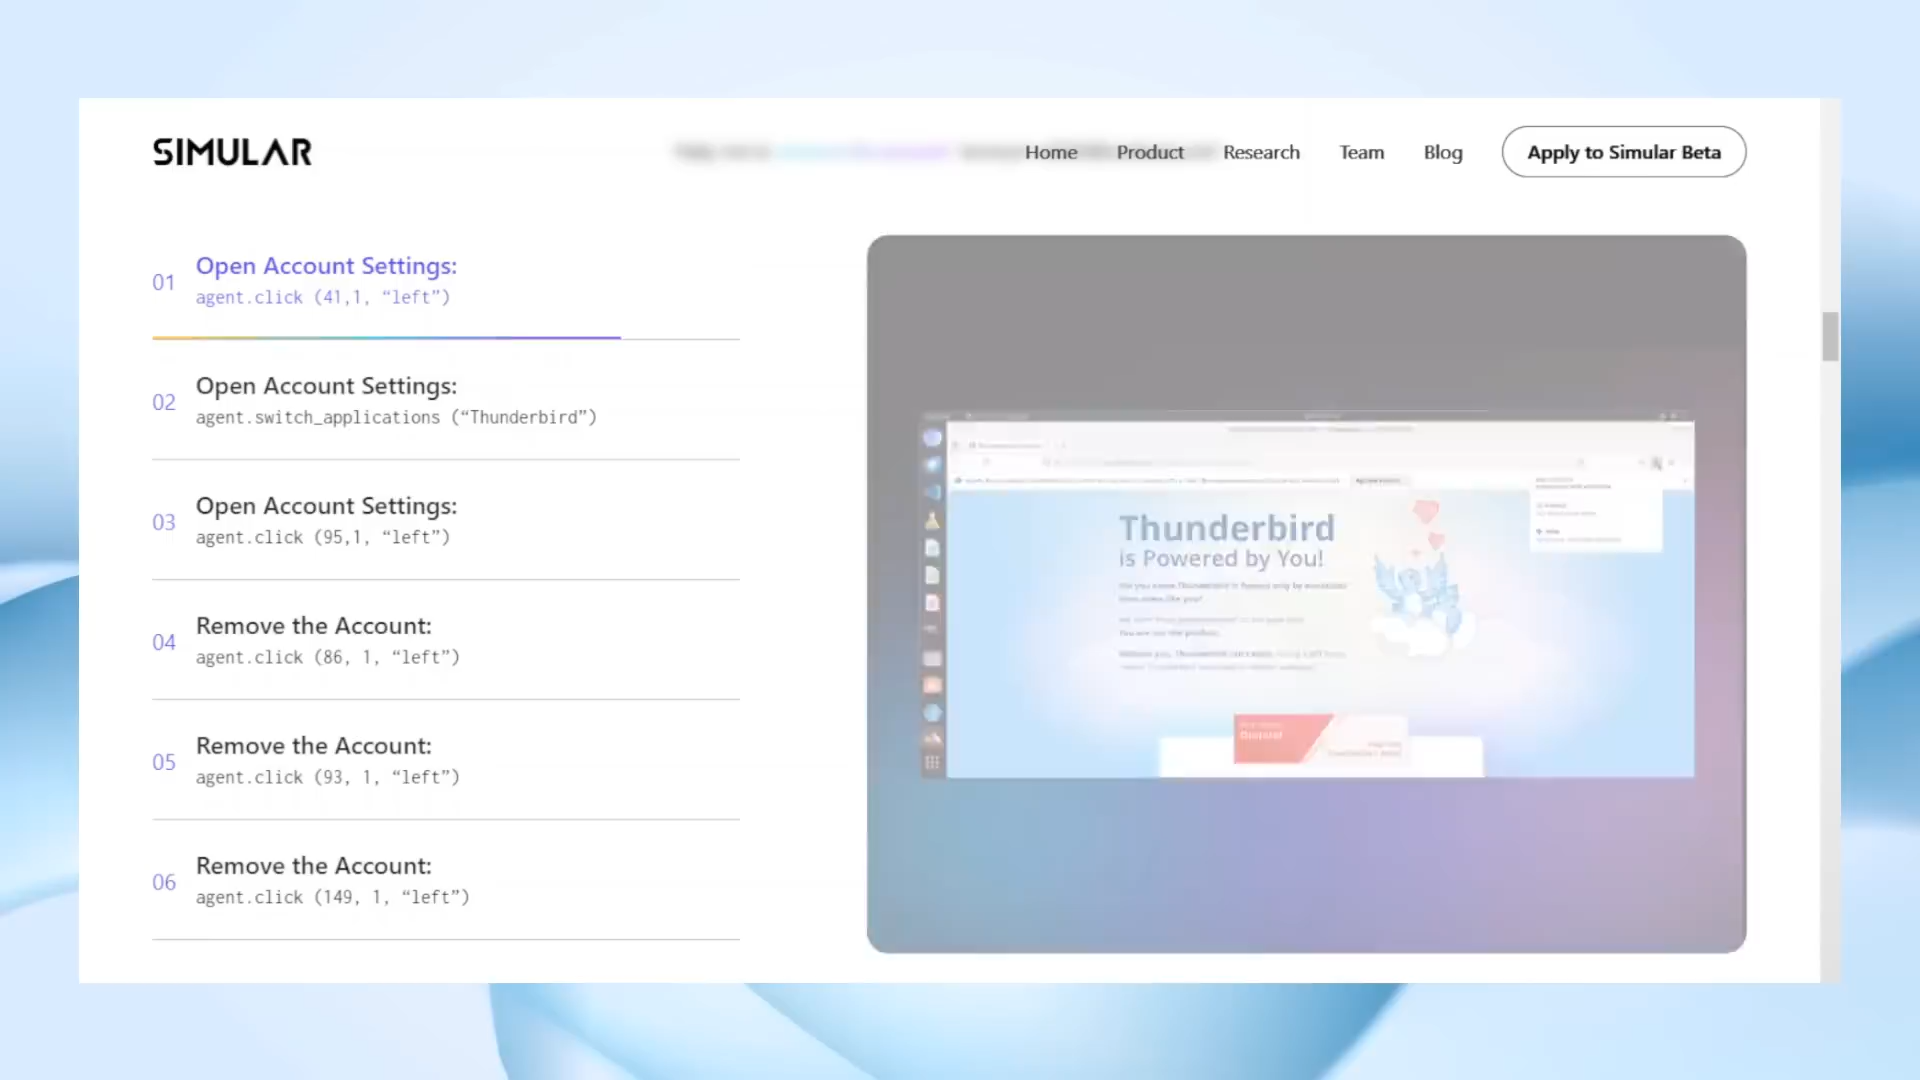 SIMULAR
Home
Product
Research
Team
Blog
Apply to Simular Beta
01
Open Account Settings:
agent.click (41,1, “left”)
02
Open Account Settings:
agent.switch_applications (“Thunderbird”)
03
Open Account Settings:
agent.click (95,1, “left”)
04
Remove the Account:
agent.click (86, 1, “left”)
05
Remove the Account:
agent.click (93, 1, “left”)
06
Remove the Account:
agent.click (149, 1, “left”)
Thunderbird
is Powered by You!